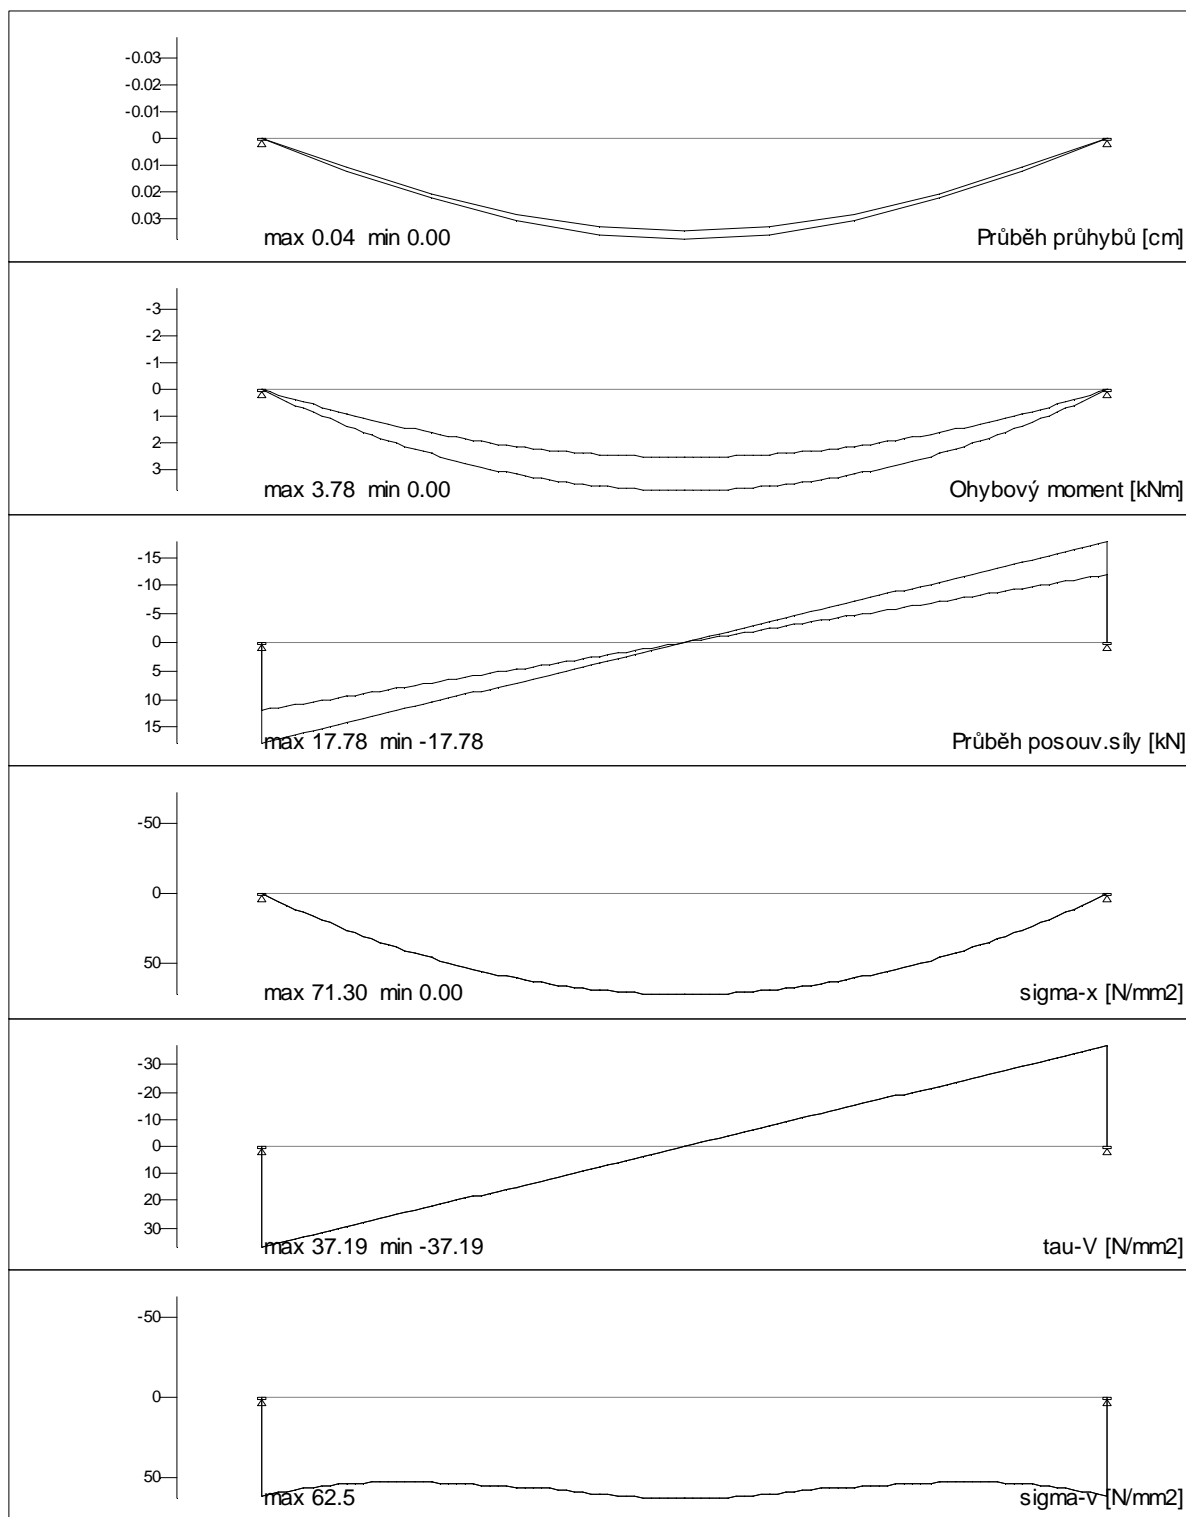 -0.03
-0.02
-0.01
0
0.01
0.02
0.03
max 0.04 min 0.00
Průběh průhybů [cm]
-3
-2
-1
0
1
2
3
max 3.78 min 0.00
Ohybový moment [kNm]
-15
-10
-5
0
5
10
15
max 17.78 min -17.78
Průběh posouv.síly [kN]
-50
0
50
max 71.30 min 0.00
sigma-x [N/mm2]
-30
-20
-10
0
10
20
30
max 37.19 min -37.19
tau-V [N/mm2]
-50
0
50
max 62.5
sigma-v [N/mm2]